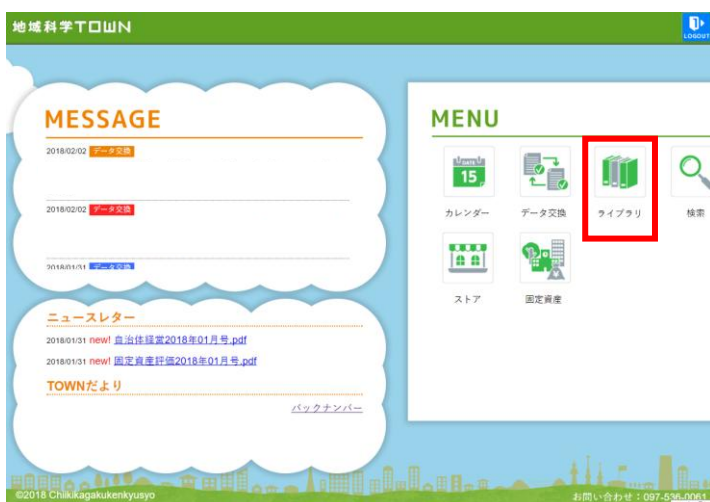 地域科学TOWN
LOGOUT
MESSAGE
2018/02/02 データ交換
2018/02/02 データ交換
2018/01/31 データ交換
ニュースレター
2018/01/31 new! 自治体経営2018年01月号.pdf
2018/01/31 new! 固定資産評価2018年01月号.pdf
TOWNだより
バックナンバー
MENU
DATE
15
カレンダー
データ交換
ライブラリ
検索
ストア
固定資産
©2018 Chiikikagakukenkyusyo
お問い合わせ：097-536-0061